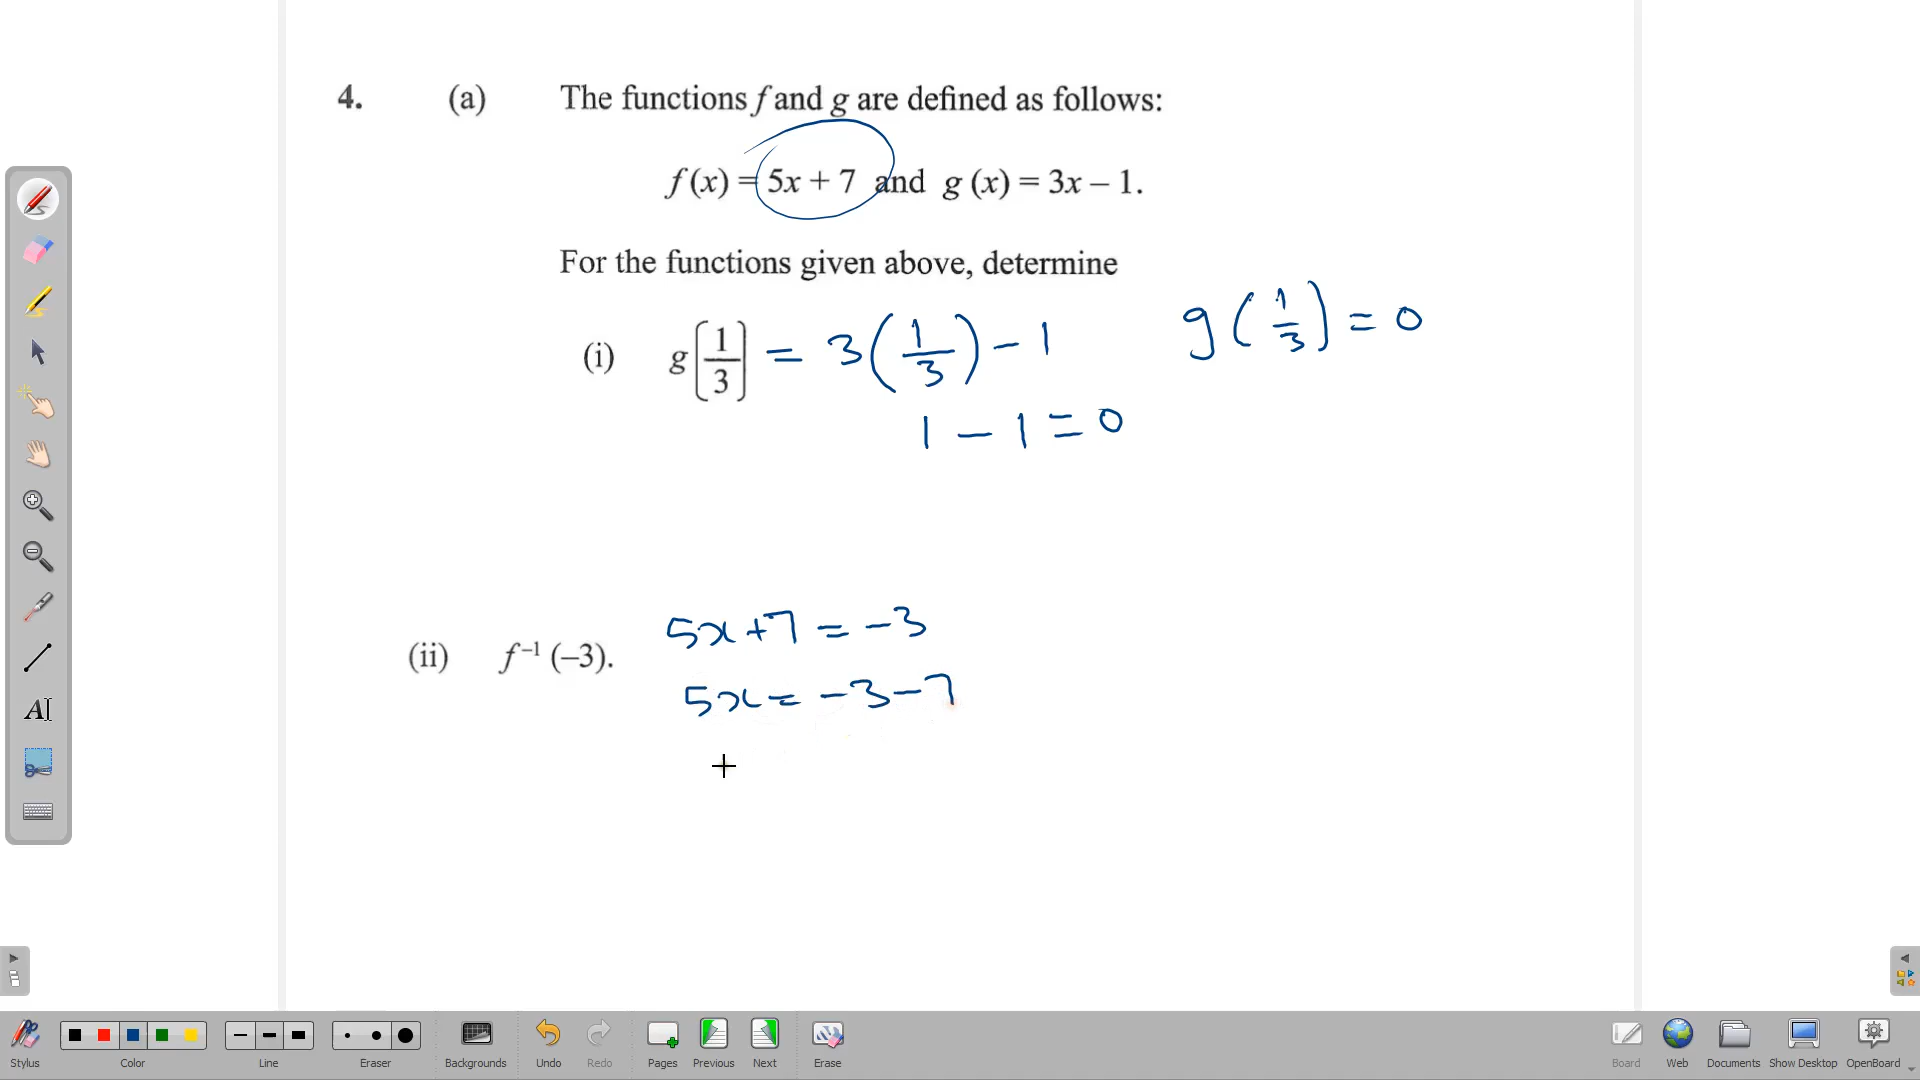 4. (a) The functions f and g are defined as follows:
f(x) = 5x + 7 and g (x) = 3x – 1.
For the functions given above, determine
(i) g[1/3] = 3(1/3) - 1
g(1/3) = 0
1 - 1 = 0
(ii) f⁻¹ (–3).
5x+7 = -3
5x = -3-7
A
Stylus
Color
Line
Eraser
Backgrounds
Undo
Redo
Pages
Previous
Next
Erase
Board
Web
Documents
Show Desktop
OpenBoard